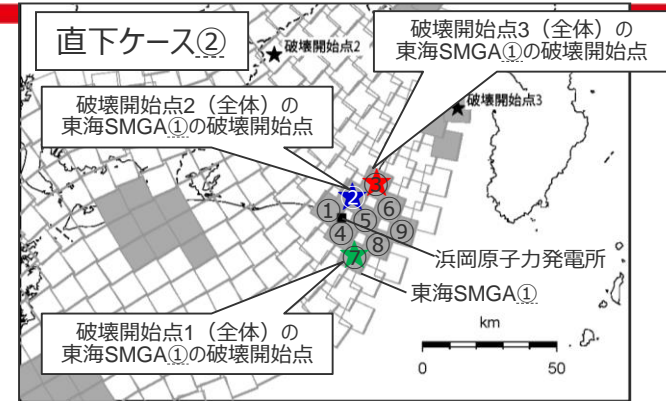 直下ケース②
破壊開始点3(全体)の
東海SMGA①の破壊開始点
★破壊開始点2
破壊開始点2(全体)の
東海SMGA①の破壊開始点
★破壊開始点3
③
②
①
⑥
⑤
④
⑨
⑧
⑦
浜岡原子力発電所
東海SMGA①
破壊開始点1(全体)の
東海SMGA①の破壊開始点
km
0 50